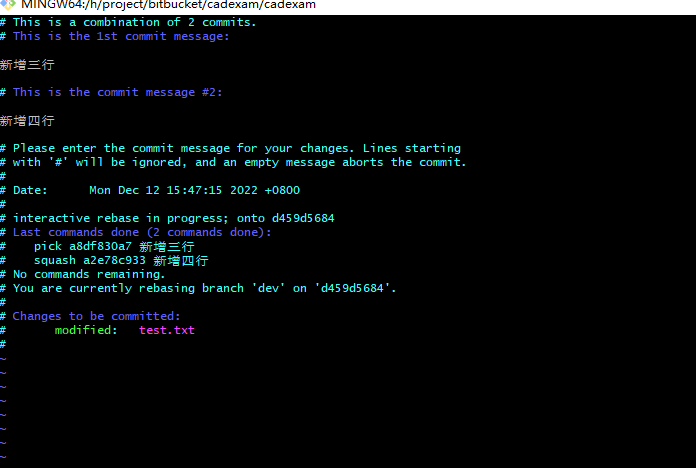 MINGW64:/h/project/bitbucket/cadexam/cadexam
# This is a combination of 2 commits.
# This is the 1st commit message:
新增三行
# This is the commit message #2:
新增四行
# Please enter the commit message for your changes. Lines starting
# with '#' will be ignored, and an empty message aborts the commit.
#
# Date:      Mon Dec 12 15:47:15 2022 +0800
#
# interactive rebase in progress; onto d459d5684
# Last commands done (2 commands done):
#    pick a8df830a7 新增三行
#    squash a2e78c933 新增四行
# No commands remaining.
# You are currently rebasing branch 'dev' on 'd459d5684'.
#
# Changes to be committed:
#       modified:   test.txt
#
~
~
~
~
~
~
~
~